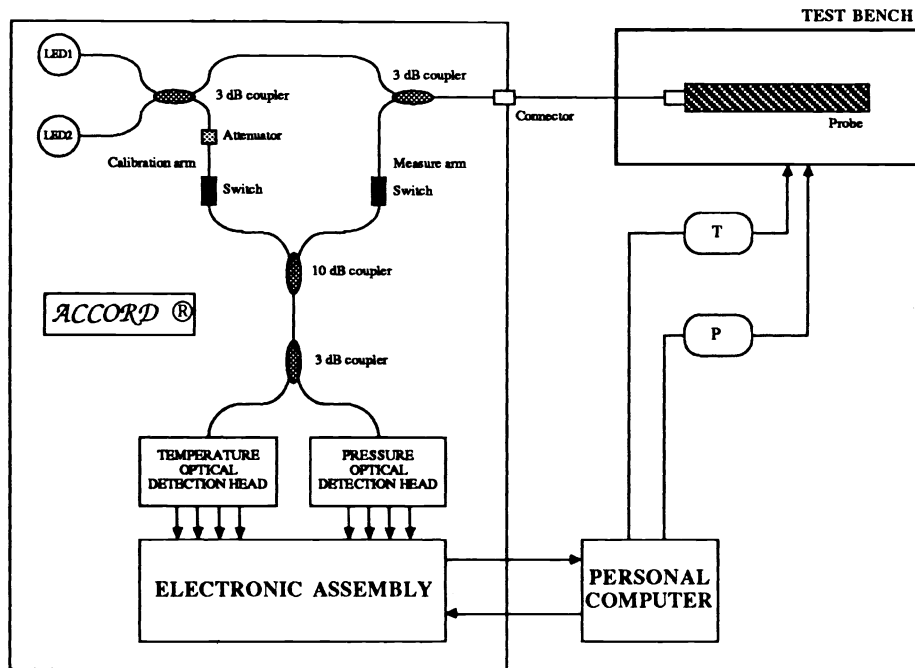 TEST BENCH
LED1
3 dB coupler
3 dB coupler
LED2
Connector
Probe
Attenuator
Calibration arm
Measure arm
Switch
Switch
T
10 dB coupler
ACCORD ®
P
3 dB coupler
TEMPERATURE
OPTICAL
DETECTION HEAD
PRESSURE
OPTICAL
DETECTION HEAD
ELECTRONIC ASSEMBLY
PERSONAL
COMPUTER